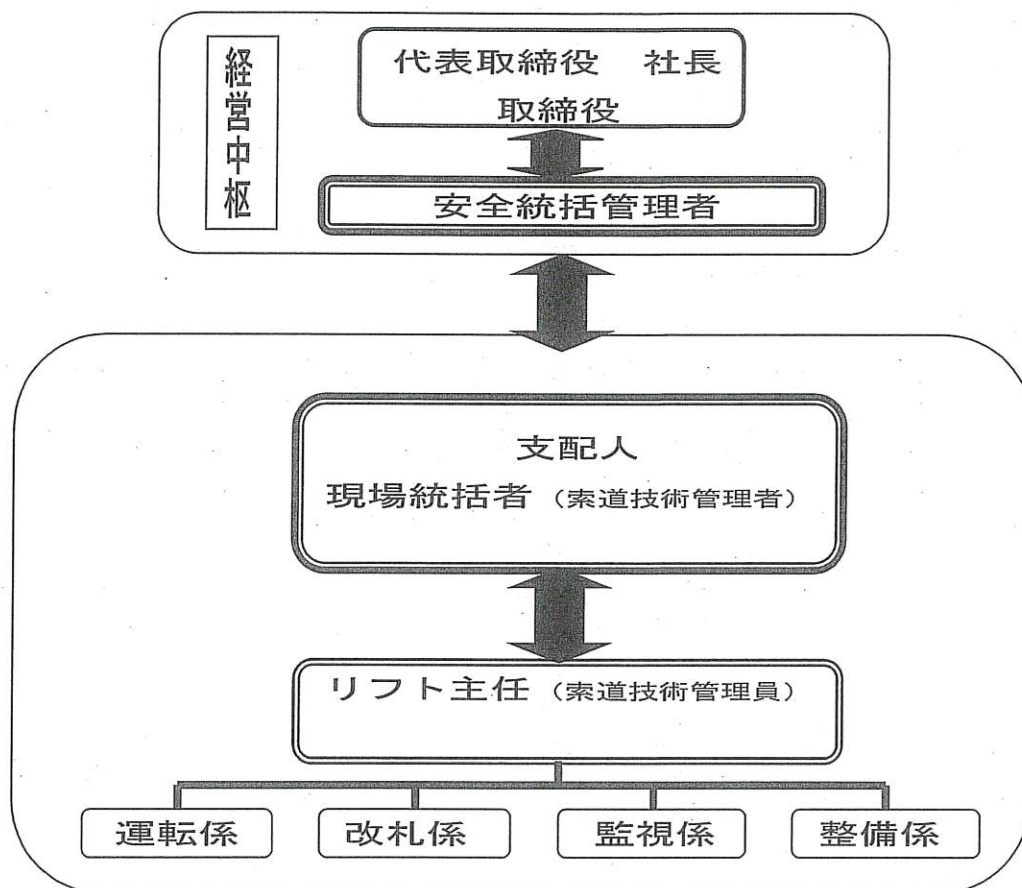 経営中枢
代表取締役　社長
取締役
安全統括管理者
支配人
現場統括者（索道技術管理者）
リフト主任（索道技術管理員）
運転係
改札係
監視係
整備係